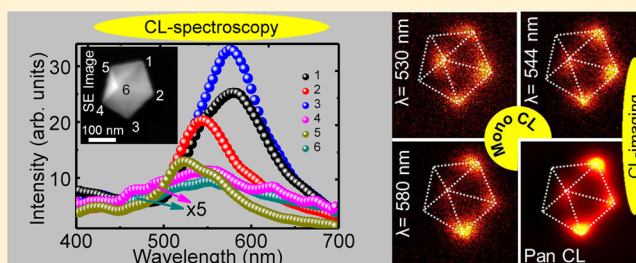 CL-spectroscopy
Intensity (arb. units)
30
20
10
400
500
600
700
Wavelength (nm)
SE Image
1
2
3
4
5
6
100 nm
1
2
3
4
5
6
x5
λ= 530 nm
λ= 544 nm
λ= 580 nm
Mono CL
Pan CL
CL-imaging